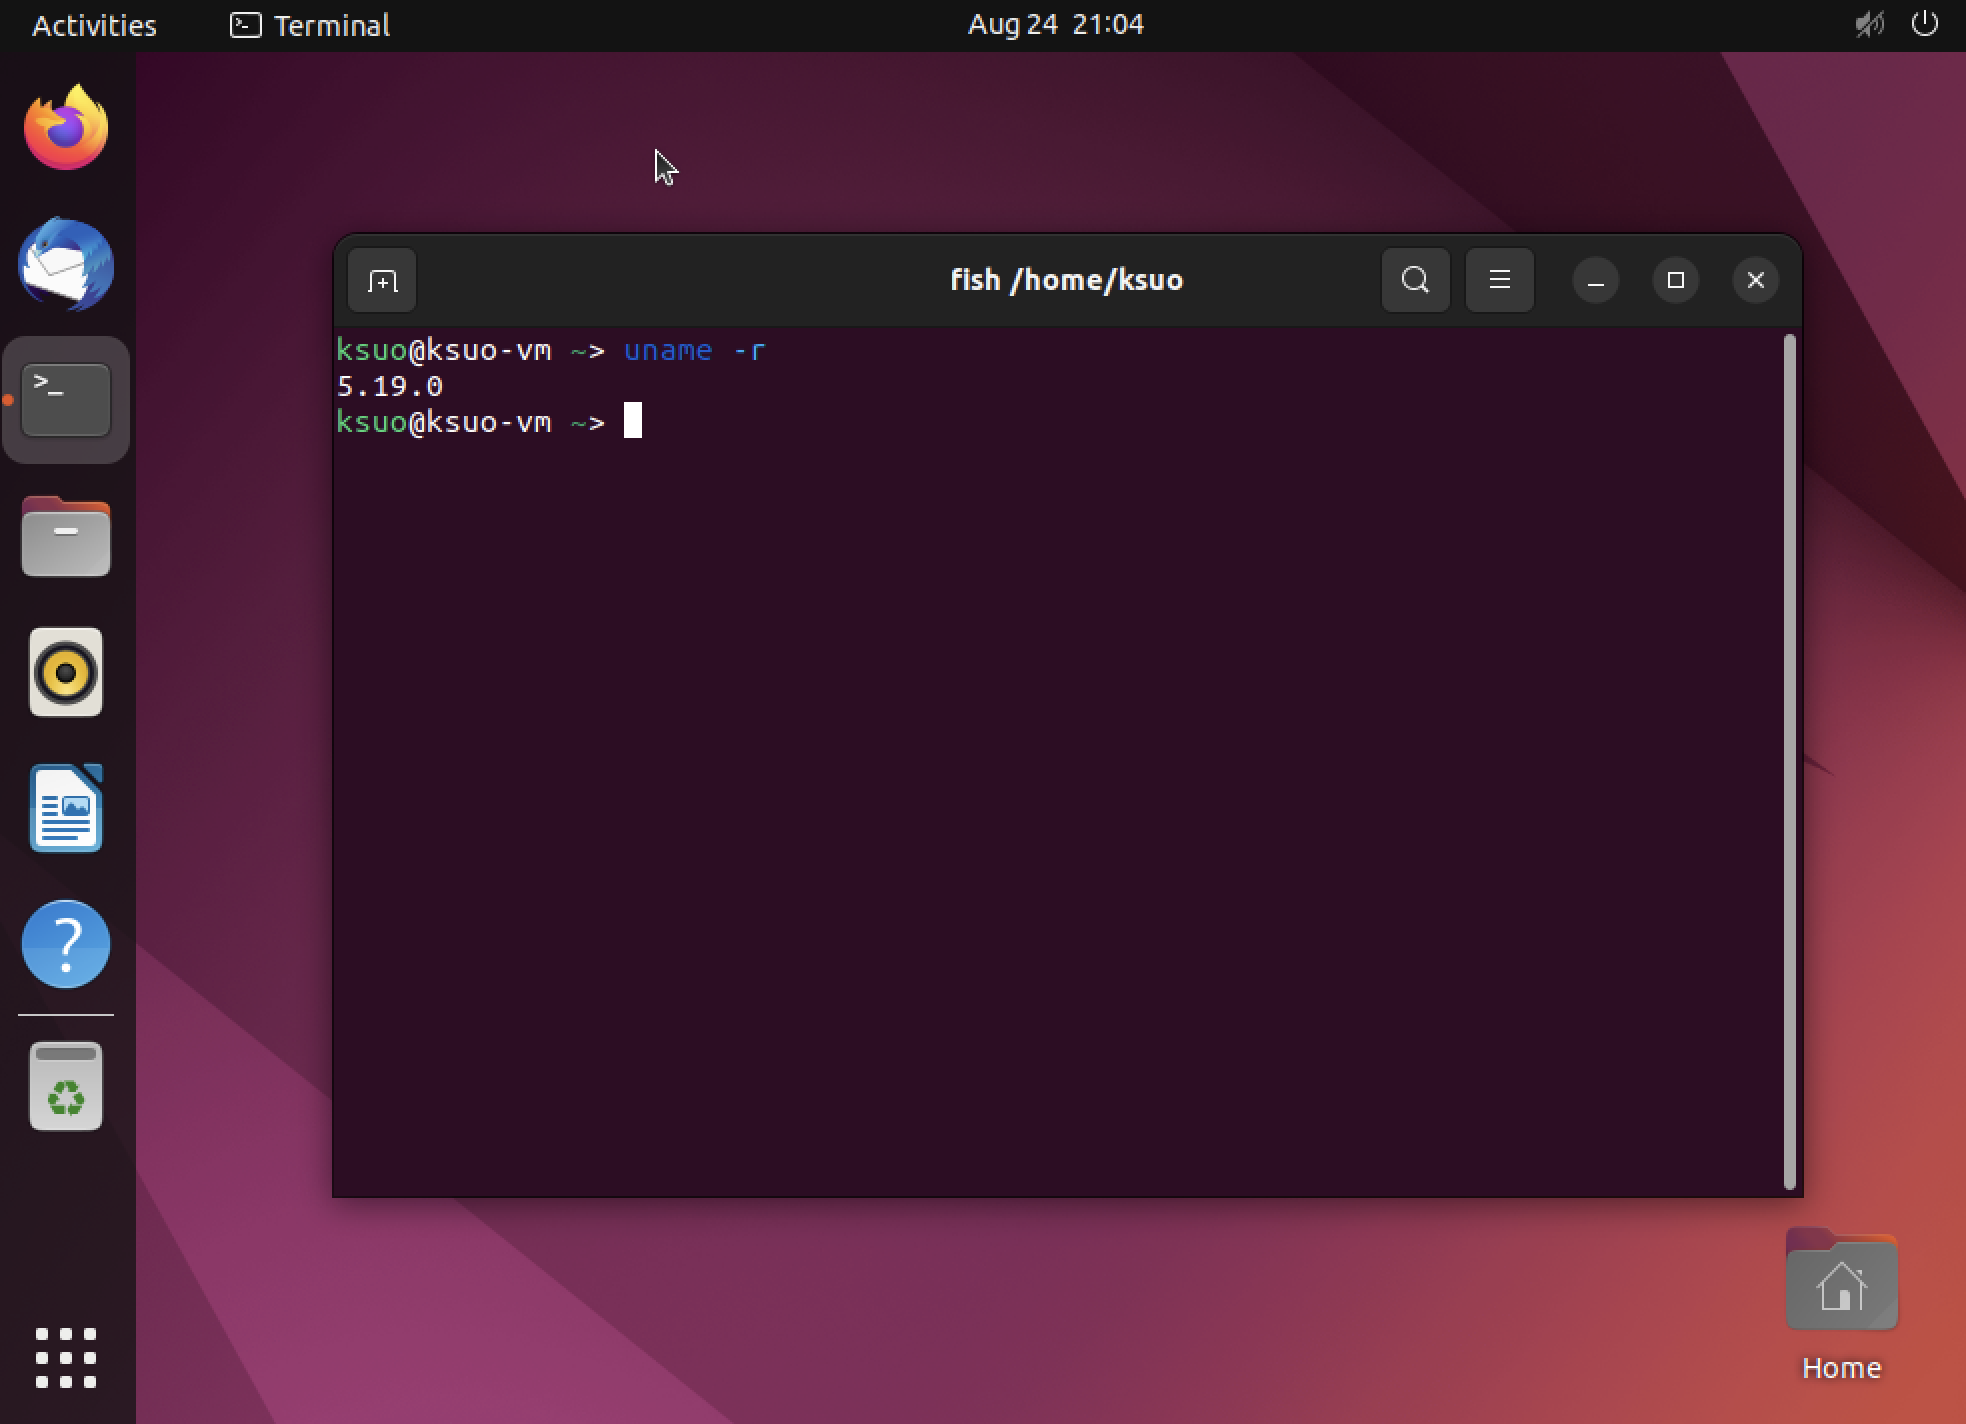 Activities
Terminal
Aug 24 21:04
fish /home/ksuo
ksuo@ksuo-vm ~> uname -r
5.19.0
ksuo@ksuo-vm ~>
>_
?
Home